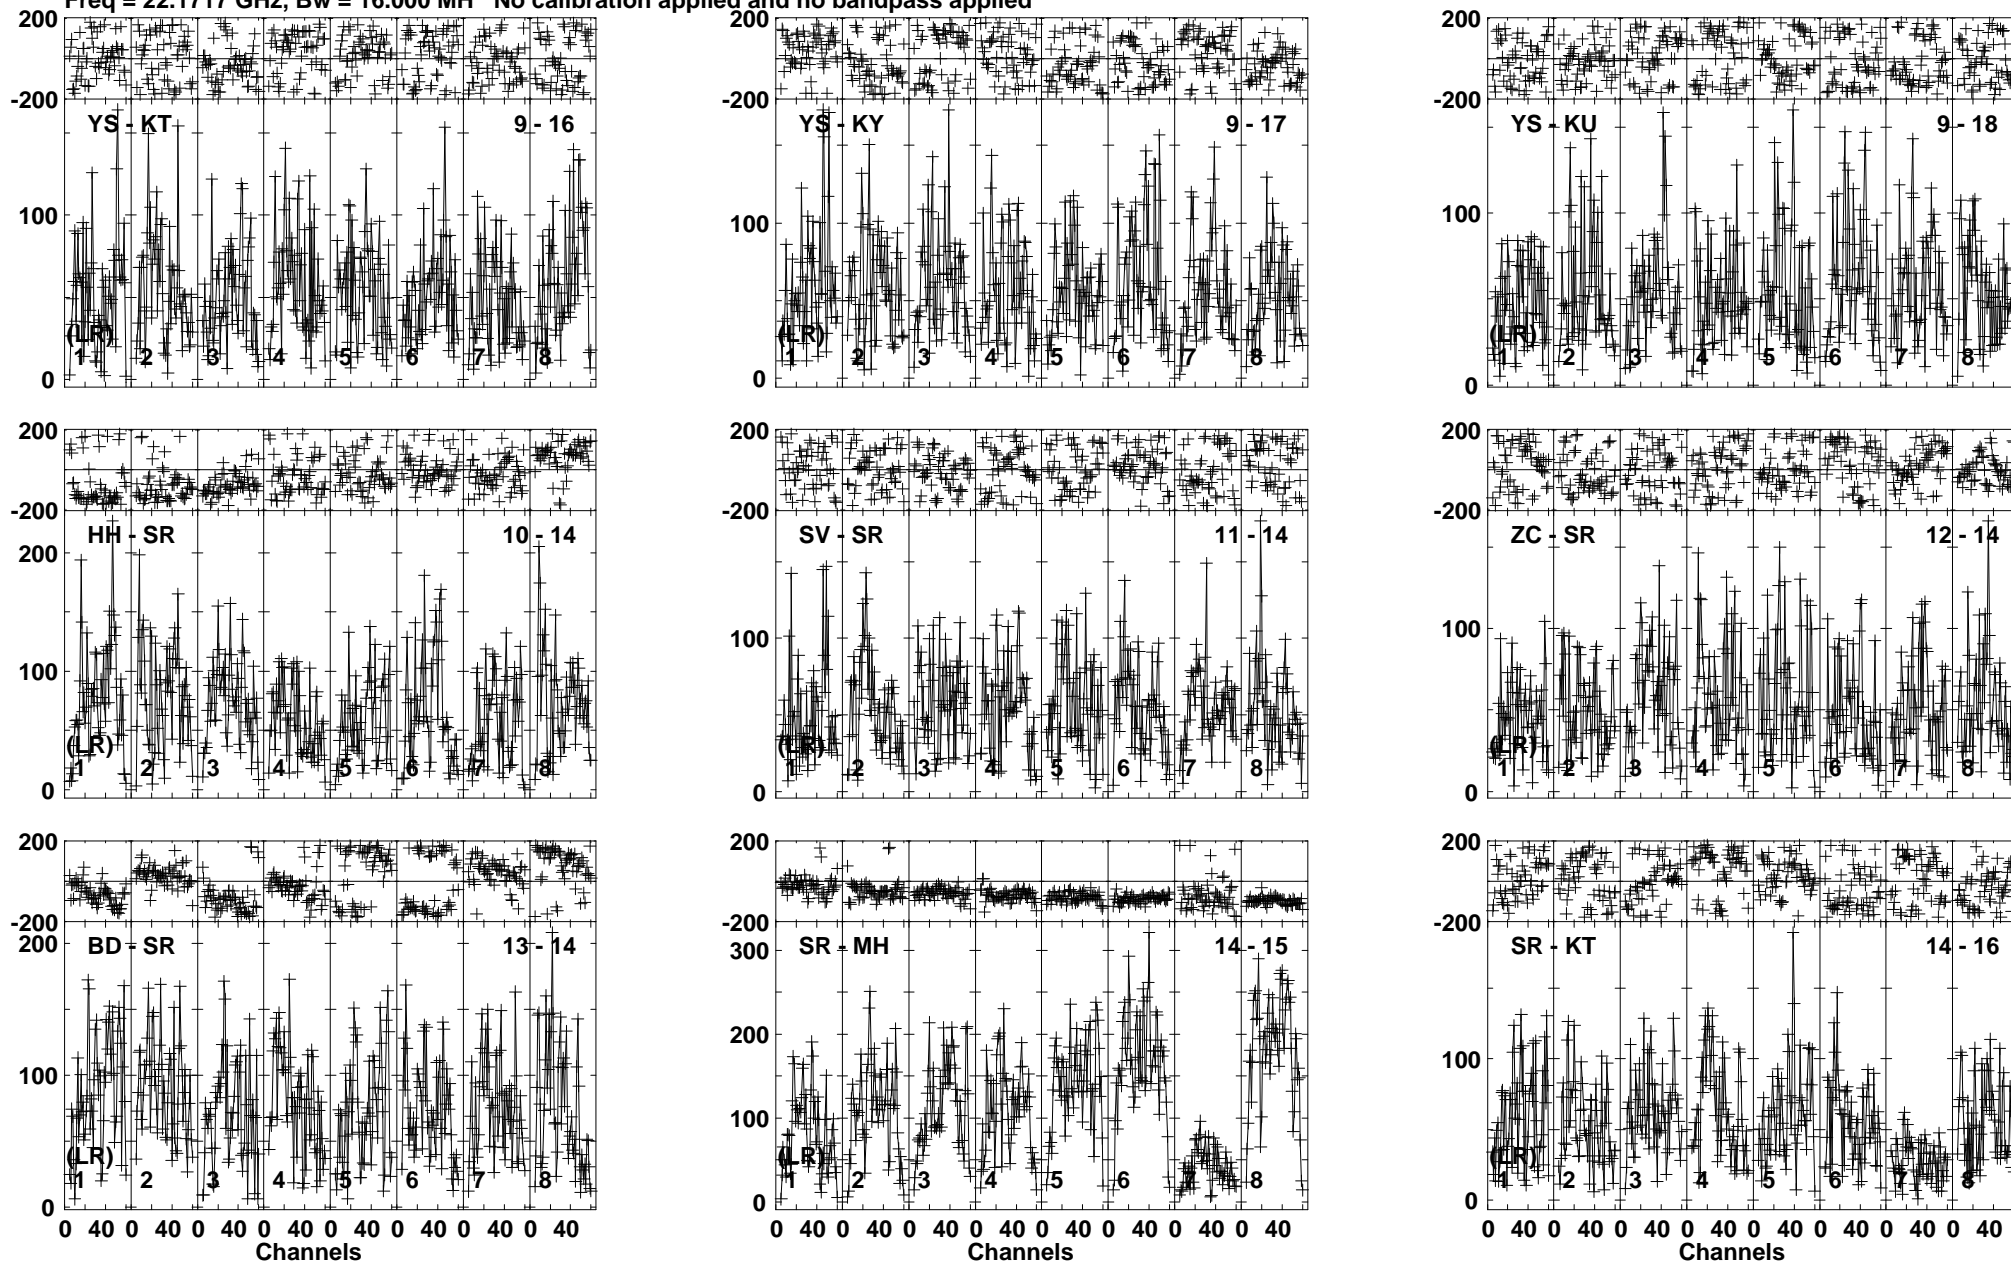 Freq = 22.1717 GHz, Bw = 16.000 MH No calibration applied and no bandpass applied
200 200 200
-200 -200 -200
YS - KT 9 - 16 YS - KY 9 - 17 YS - KU 9 - 18
100 100 100
(LR) (LR) (LR)
1 2 3 4 5 6 7 8 1 2 3 4 5 6 7 8 1 2 3 4 5 6 7 8
0 0 0
200 200 200
-200 -200 -200
HH - SR 10 - 14 SV - SR 11 - 14 ZC - SR 12 - 14
200
100 100 100
(LR) (LR) (LR)
1 2 3 4 5 6 7 8 1 2 3 4 5 6 7 8 1 2 3 4 5 6 7 8
0 0 0
200 200 200
-200 -200 -200
BD - SR 13 - 14 SR - MH 14 - 15 SR - KT 14 - 16
200 300
200
100 100 100
(LR) (LR) (LR)
1 2 3 4 5 6 7 8 1 2 3 4 5 6 7 8 1 2 3 4 5 6 7 8
0 0 0
0 40 0 40 0 40 0 40 0 40 0 40 0 40 0 40 0 40 0 40 0 40 0 40 0 40 0 40 0 40 0 40 0 40 0 40 0 40 0 40 0 40 0 40 0 40 0 40
Channels Channels Channels